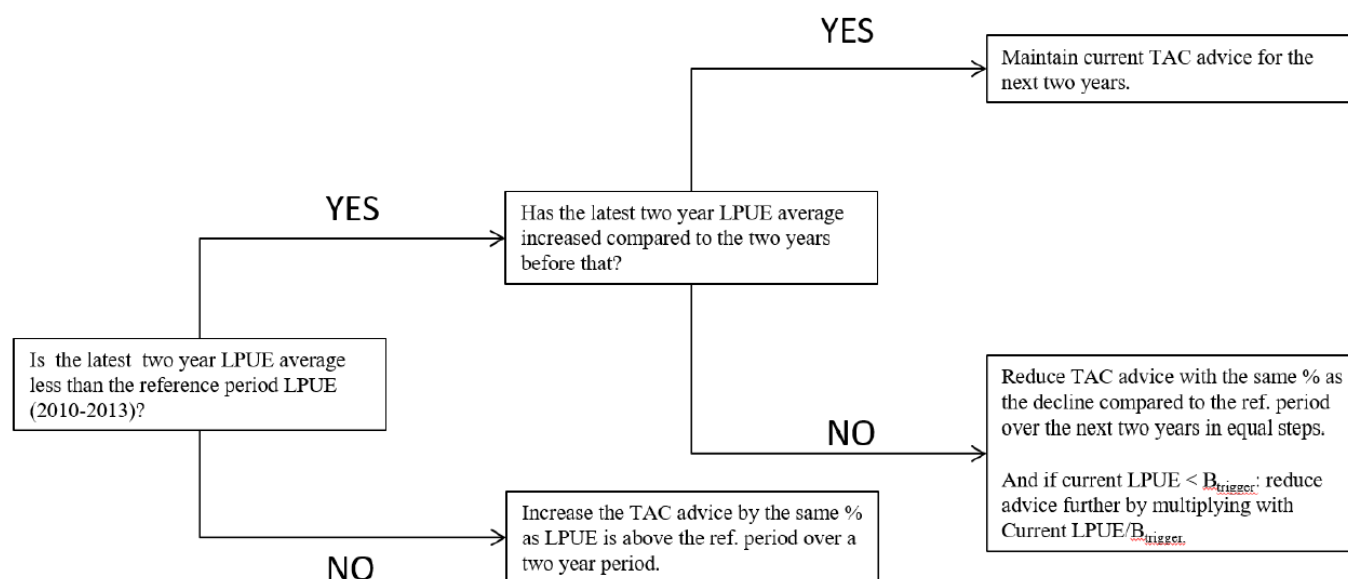 YES
Maintain current TAC advice for the
next two years.
YES
Has the latest two year LPUE average
increased compared to the two years
before that?
Is the latest two year LPUE average
less than the reference period LPUE
(2010-2013)?
Reduce TAC advice with the same % as
the decline compared to the ref. period
over the next two years in equal steps.
And if current LPUE < Btrigger: reduce
advice further by multiplying with
Current LPUE/Btrigger.
NO
Increase the TAC advice by the same %
as LPUE is above the ref. period over a
two year period.
NO